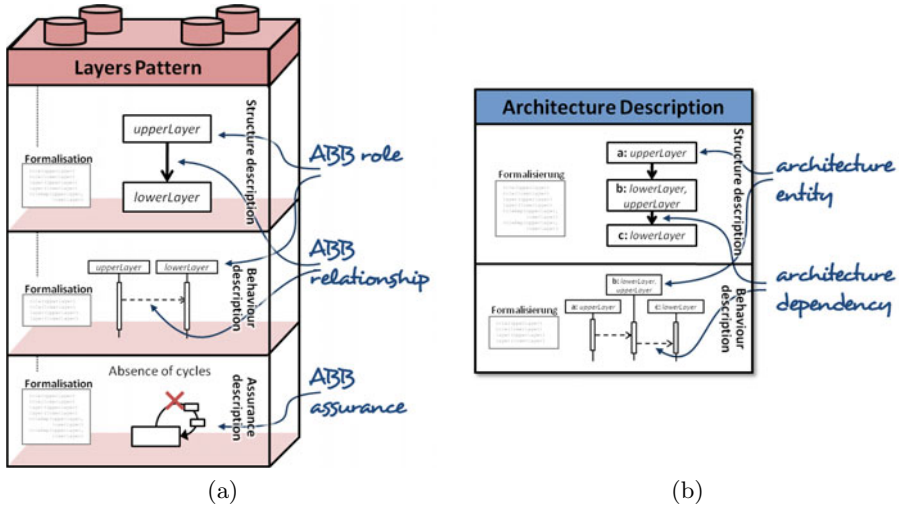 Layers Pattern
Structure description
upperLayer
Formalisation
lowerLayer
Behaviour description
upperLayer
lowerLayer
Formalisation
Absence of cycles
Assurance description
Formalisation
ABB role
ABB
relationship
ABB
assurance
(a)
Architecture Description
Structure description
a: upperLayer
Formalisierung
b: lowerLayer,
upperLayer
c: lowerLayer
Behaviour description
b: lowerLayer,
upperLayer
a: upperLayer
c: lowerLayer
Formalisierung
architecture
entity
architecture
dependency
(b)